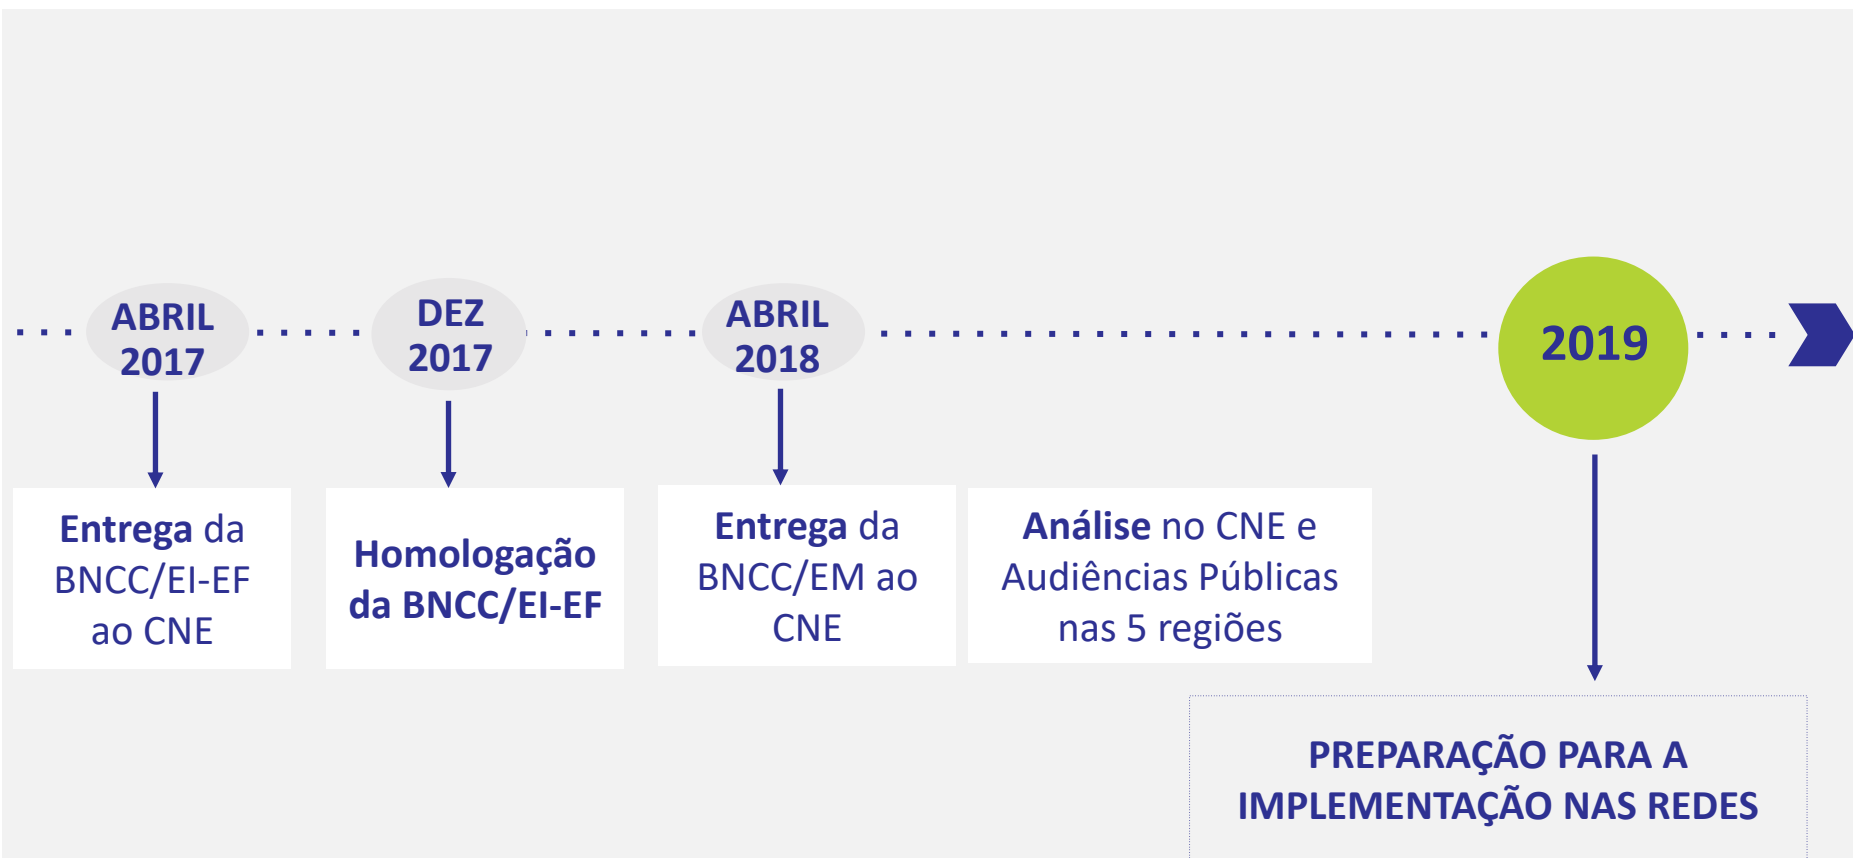 ABRIL
2017
DEZ
2017
ABRIL
2018
2019
Entrega da
BNCC/EI-EF
ao CNE
Homologação
da BNCC/EI-EF
Entrega da
BNCC/EM ao
CNE
Análise no CNE e
Audiências Públicas
nas 5 regiões
PREPARAÇÃO PARA A
IMPLEMENTAÇÃO NAS REDES